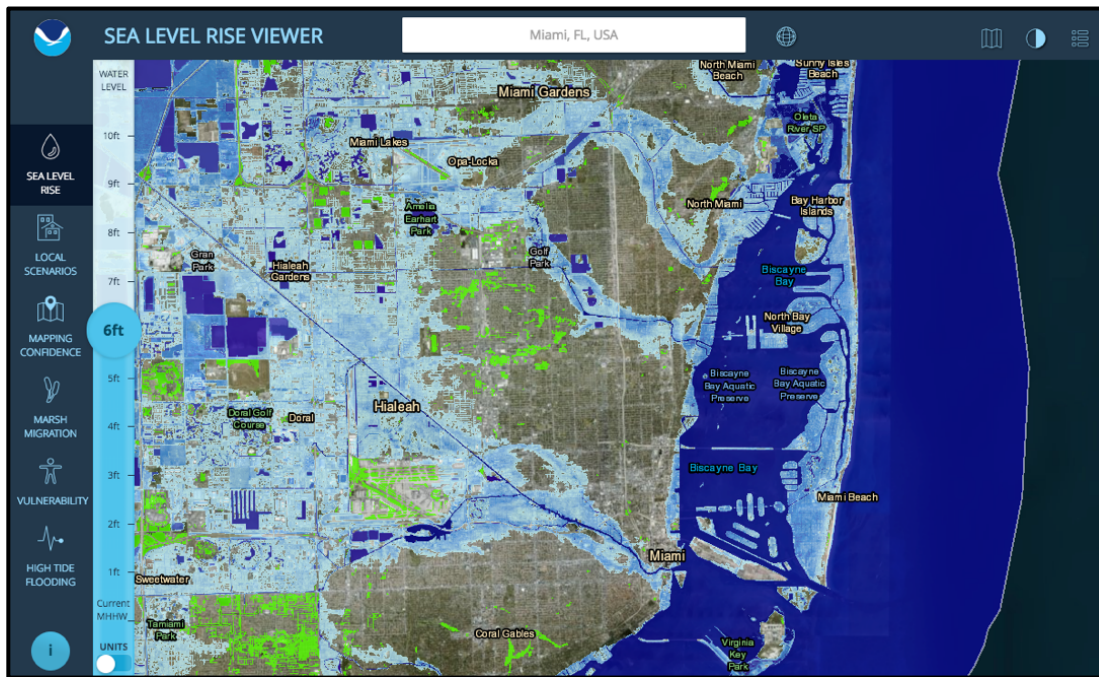 SEA LEVEL RISE VIEWER
Miami, FL, USA
WATER
LEVEL
10ft
9ft
8ft
7ft
6ft
5ft
4ft
3ft
2ft
1ft
Current
MHHW
UNITS
SEA LEVEL
RISE
LOCAL
SCENARIOS
MAPPING
CONFIDENCE
MARSH
MIGRATION
VULNERABILITY
HIGH TIDE
FLOODING
i
North Miami
Beach
Sunny Isles
Beach
Miami Gardens
Oleta
River SP
Miami Lakes
Opa-Locka
Amelia
Earhart
Park
North Miami
Bay Harbor
Islands
Gran
Park
Hialeah
Gardens
Golf
Park
Biscayne
Bay
North Bay
Village
Biscayne
Bay Aquatic
Preserve
Biscayne
Bay Aquatic
Preserve
Hialeah
Doral Golf
Course
Doral
Biscayne Bay
Miami Beach
Miami
Sweetwater
Tamiami
Park
Coral Gables
Virginia
Key
Park